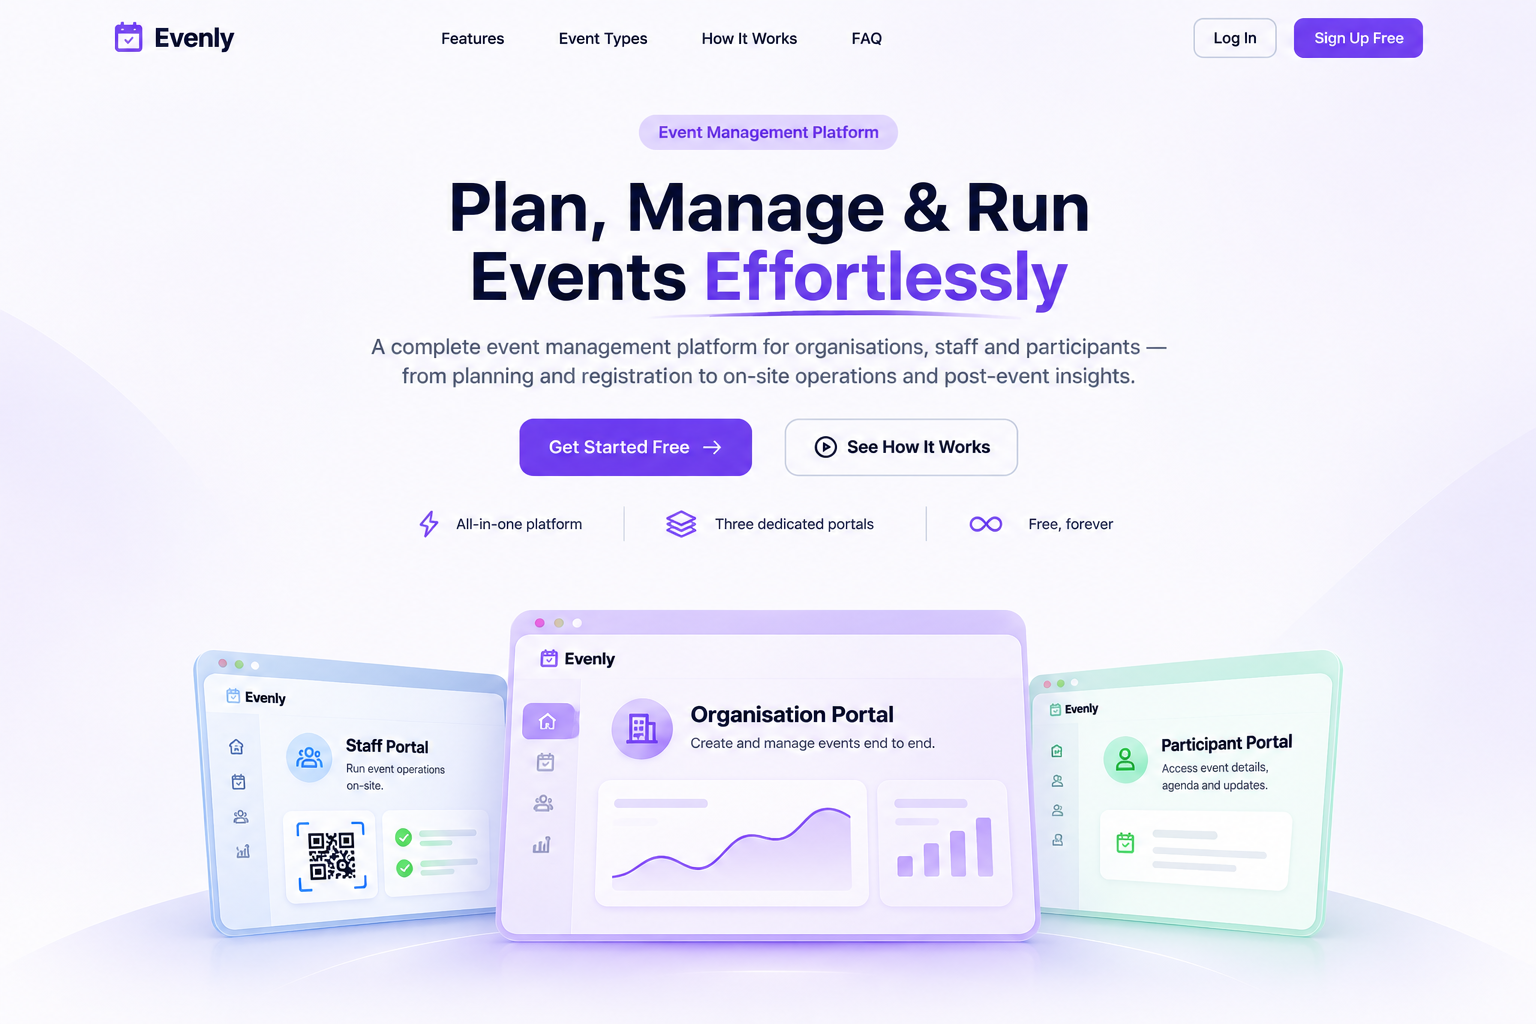 Evenly
Features
Event Types
How It Works
FAQ
Log In
Sign Up Free
Event Management Platform
Plan, Manage & Run
Events Effortlessly
A complete event management platform for organisations, staff and participants —
from planning and registration to on-site operations and post-event insights.
Get Started Free
See How It Works
All-in-one platform
Three dedicated portals
Free, forever
Evenly
Staff Portal
Run event operations
on-site.
Evenly
Organisation Portal
Create and manage events end to end.
Evenly
Participant Portal
Access event details,
agenda and updates.